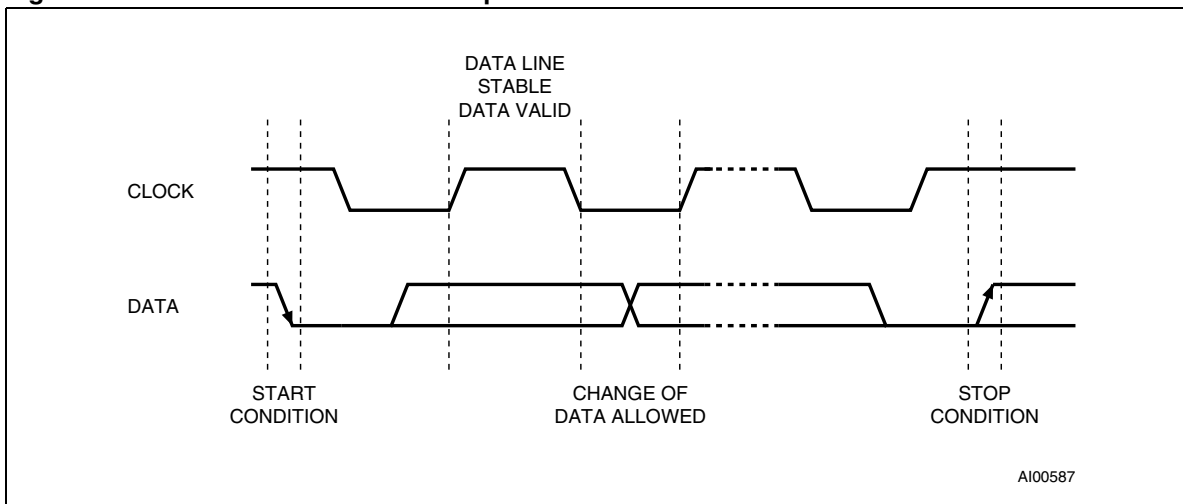 DATA LINE
STABLE
DATA VALID
CLOCK
DATA
START
CONDITION
CHANGE OF
DATA ALLOWED
STOP
CONDITION
AI00587